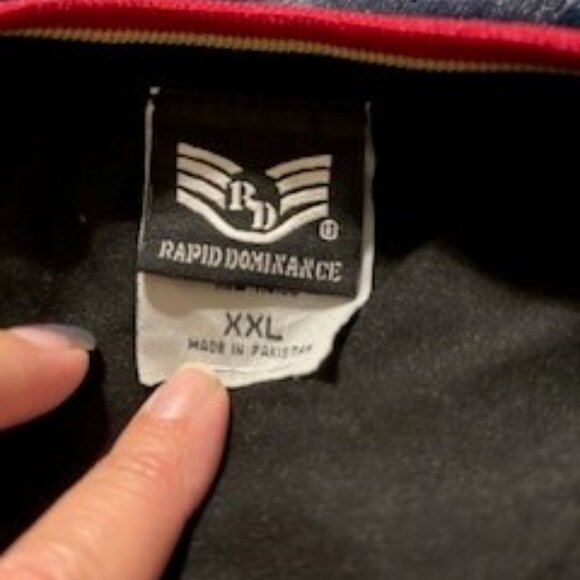 RD
®
RAPID DOMINANCE
XXL
MADE IN PAKISTAN